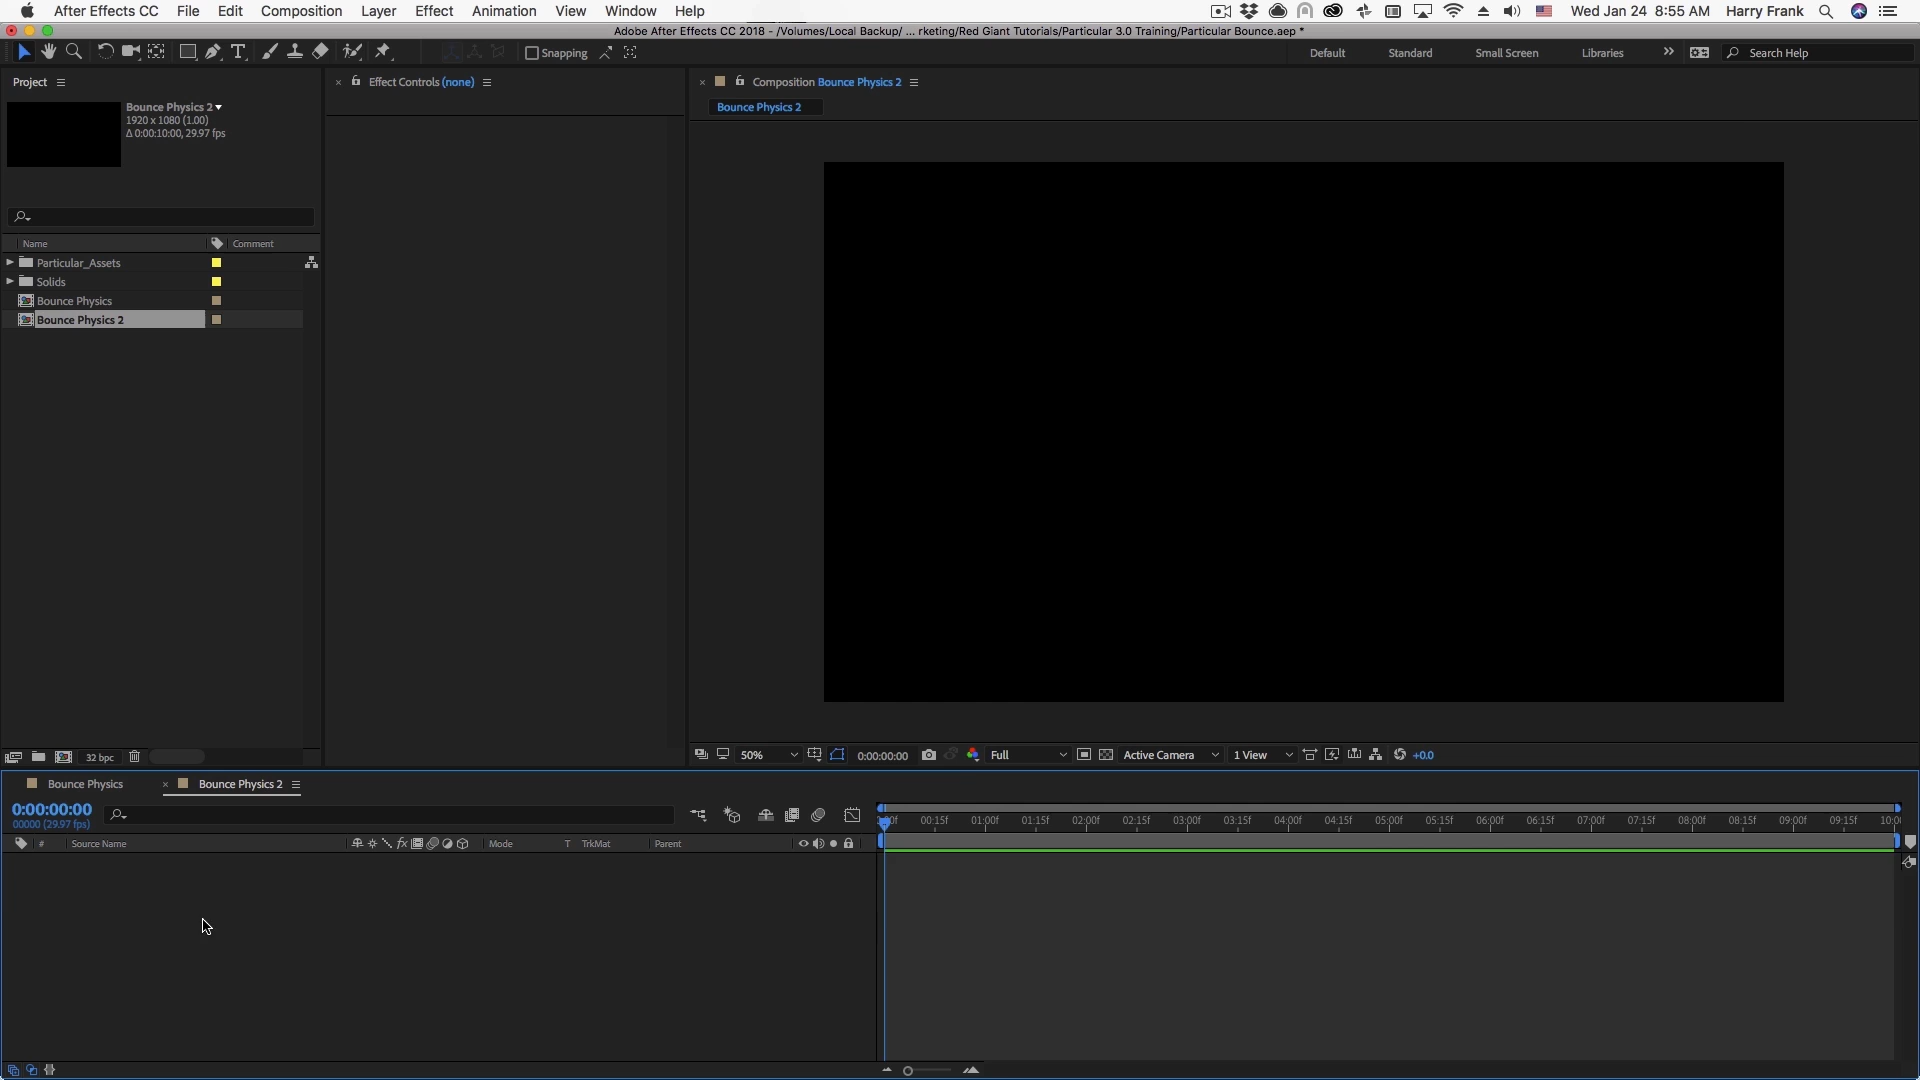 After Effects CC File Edit Composition Layer Effect Animation View Window Help Wed Jan 24 8:55 AM Harry Frank
Adobe After Effects CC 2018 - /Volumes/Local Backup/ ... rketing/Red Giant Tutorials/Particular 3.0 Training/Particular Bounce.aep *
Snapping Default Standard Small Screen Libraries Search Help
Project
Effect Controls (none)
Composition Bounce Physics 2
Bounce Physics 2
1920 x 1080 (1.00)
Δ 0:00:10:00, 29.97 fps
Bounce Physics 2
Name Comment
Particular_Assets
Solids
Bounce Physics
Bounce Physics 2
32 bpc
50% 0:00:00:00 Full Active Camera 1 View +0.0
Bounce Physics Bounce Physics 2
0:00:00:00
00000 (29.97 fps)
00:15f 01:00f 01:15f 02:00f 02:15f 03:00f 03:15f 04:00f 04:15f 05:00f 05:15f 06:00f 06:15f 07:00f 07:15f 08:00f 08:15f 09:00f 09:15f
# Source Name fx Mode T TrkMat Parent